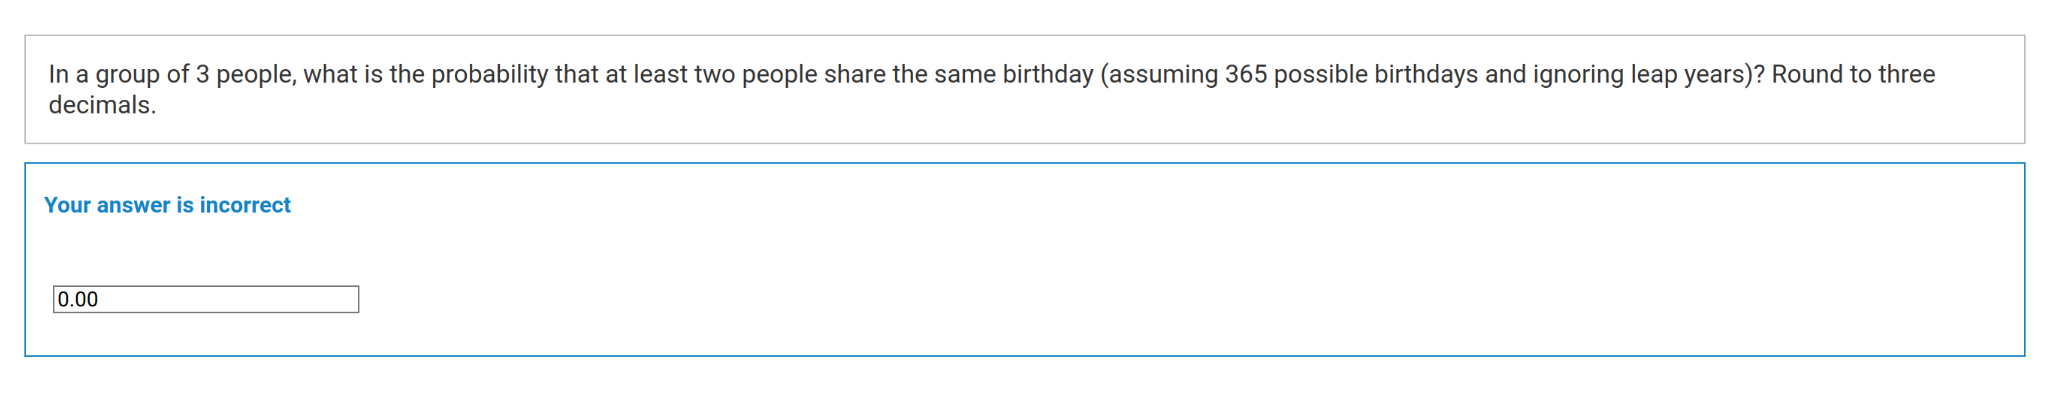 In a group of 3 people, what is the probability that at least two people share the same birthday (assuming 365 possible birthdays and ignoring leap years)? Round to three
decimals.
Your answer is incorrect
0.00